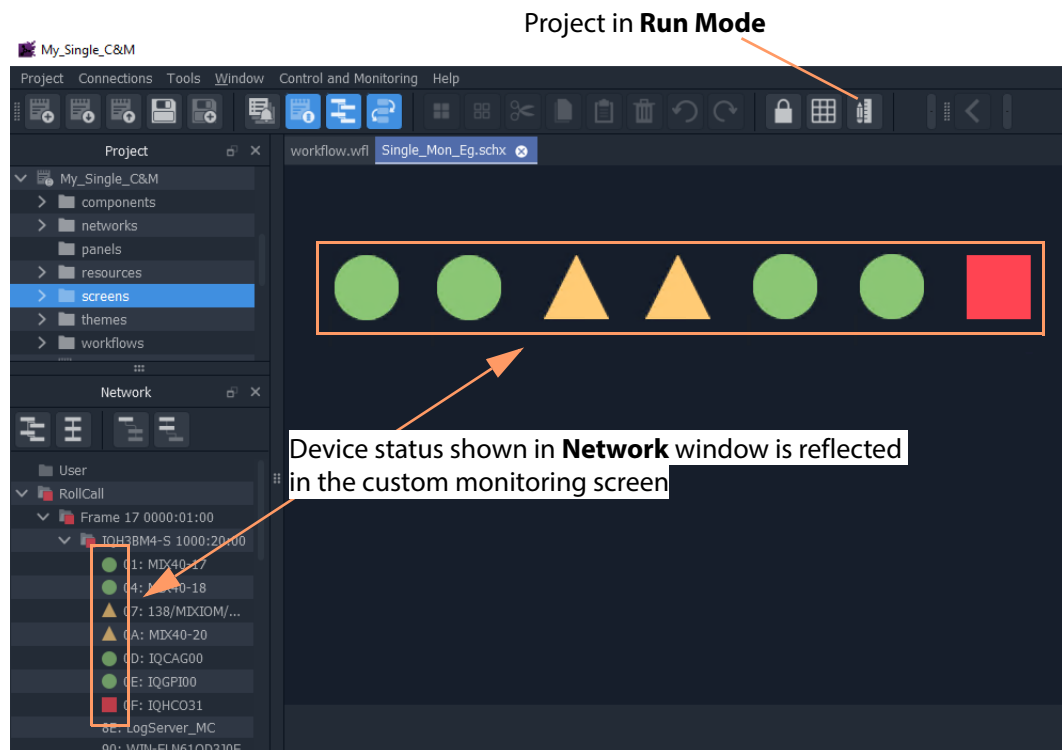 Project in Run Mode
My_Single_C&M
Project Connections Tools Window Control and Monitoring Help
Project
workflow.wfl Single_Mon_Eg.schx
My_Single_C&M
components
networks
panels
resources
screens
themes
workflows
Network
Device status shown in Network window is reflected
in the custom monitoring screen
User
RollCall
Frame 17 0000:01:00
IQH3BM4-S 1000:20:00
01: MIX40-17
04: MIX40-18
07: 138/MIXIOM/...
0A: MIX40-20
0D: IQCAG00
0E: IQGPI00
0F: IQHCO31
8E: LogServer_MC